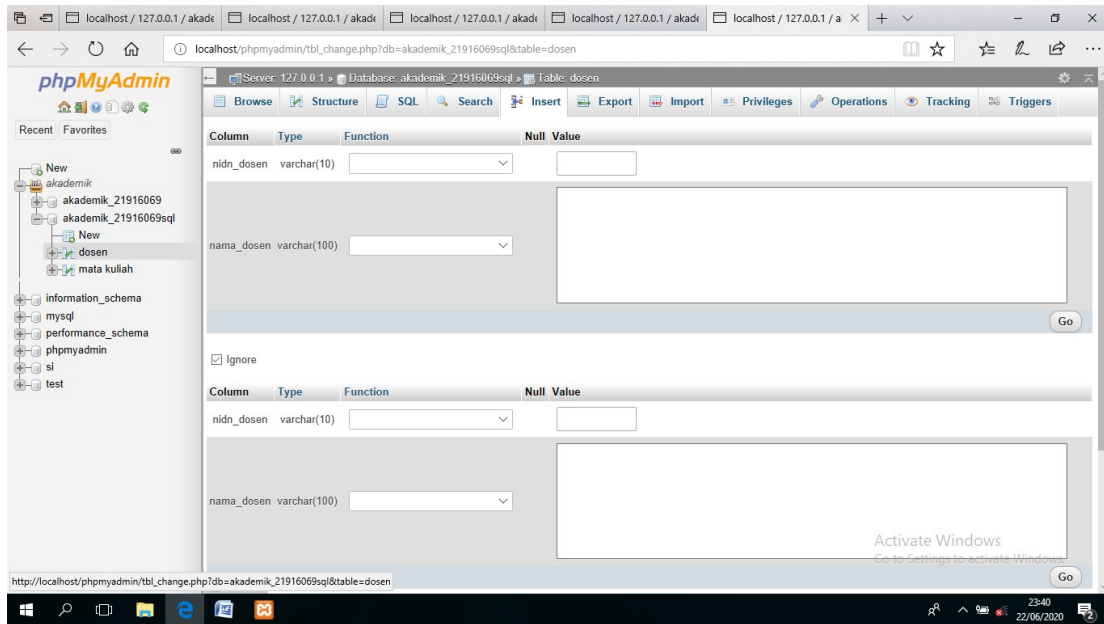 localhost / 127.0.0.1 / akade localhost / 127.0.0.1 / akade localhost / 127.0.0.1 / akade localhost / 127.0.0.1 / akade localhost / 127.0.0.1 / a
localhost/phpmyadmin/tbl_change.php?db=akademik_21916069sql&table=dosen
phpMyAdmin
Recent Favorites
New
akademik
akademik_21916069
akademik_21916069sql
New
dosen
mata kuliah
information_schema
mysql
performance_schema
phpmyadmin
si
test
Server: 127.0.0.1 » Database: akademik_21916069sql » Table: dosen
Browse Structure SQL Search Insert Export Import Privileges Operations Tracking Triggers
Column Type Function Null Value
nidn_dosen varchar(10)
nama_dosen varchar(100)
Go
Ignore
Column Type Function Null Value
nidn_dosen varchar(10)
nama_dosen varchar(100)
Activate Windows
Go to Settings to activate Windows.
Go
http://localhost/phpmyadmin/tbl_change.php?db=akademik_21916069sql&table=dosen
23:40
22/06/2020